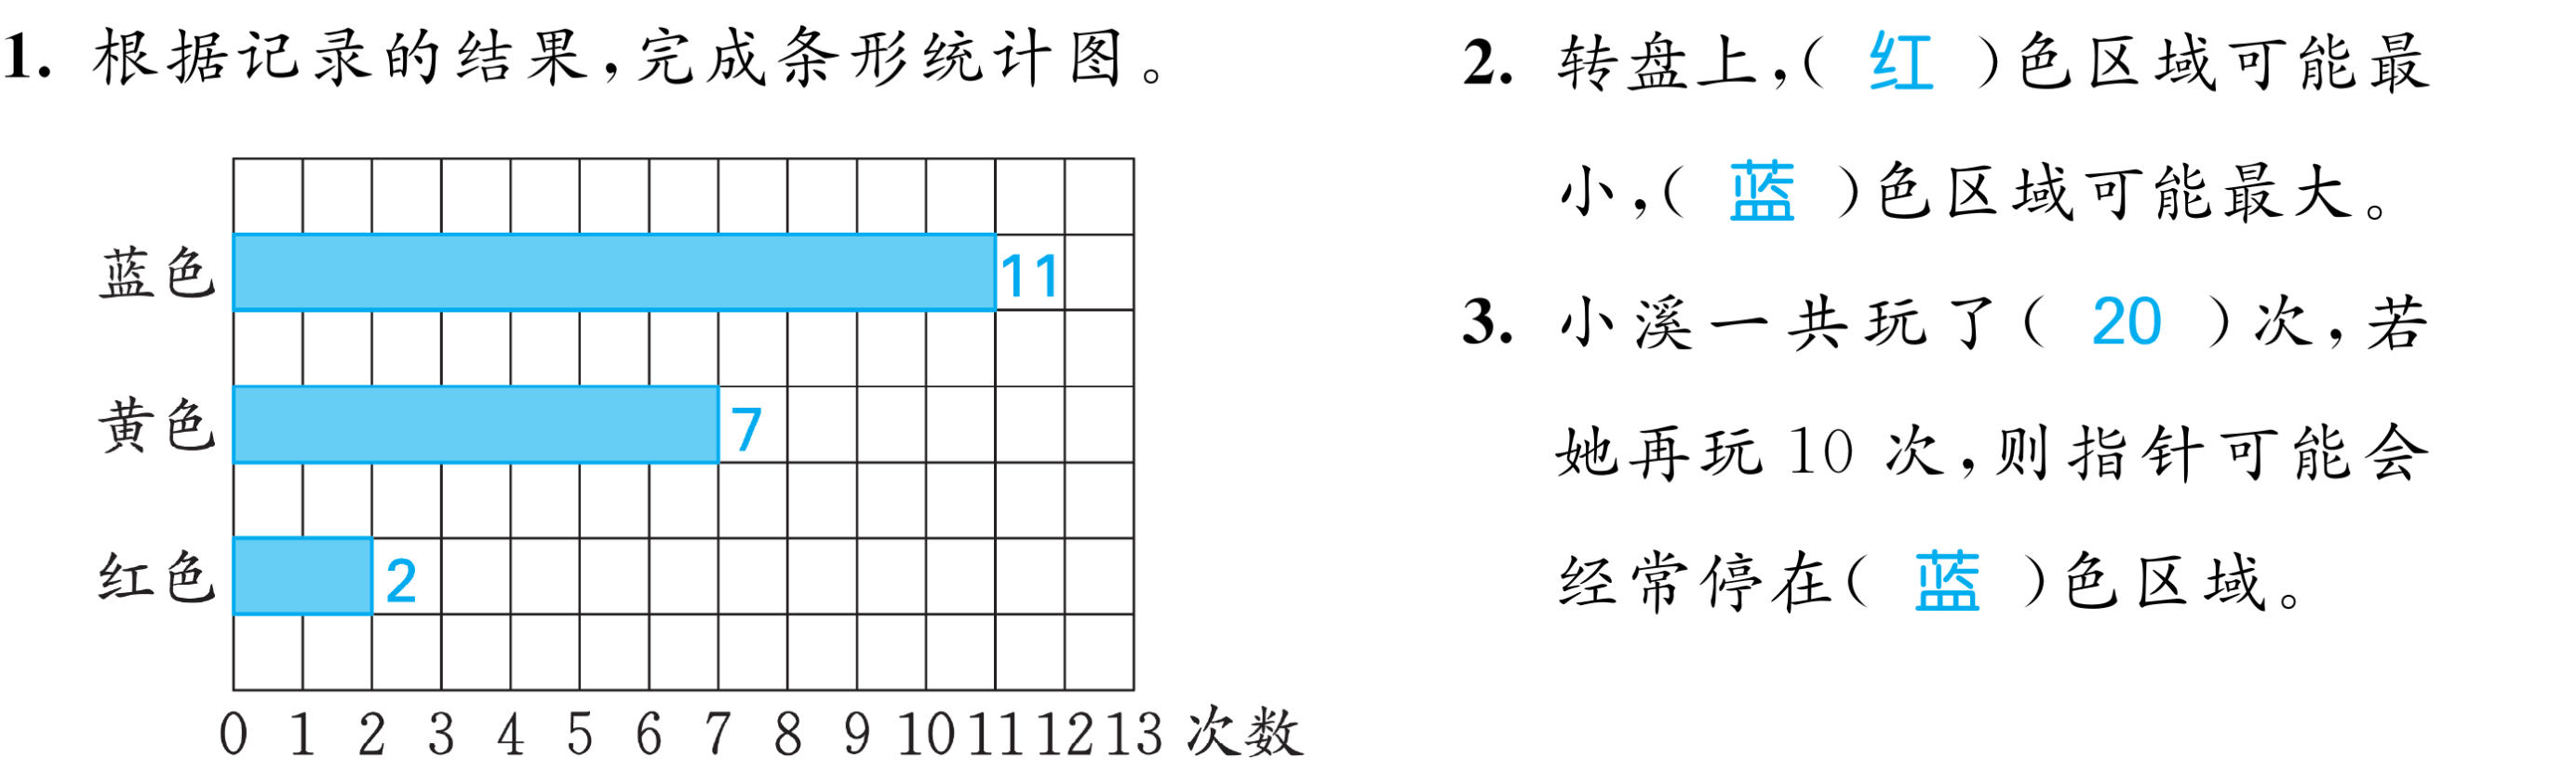 1. 根据记录的结果,完成条形统计图。
蓝色 11
黄色 7
红色 2
0 1 2 3 4 5 6 7 8 9 10 11 12 13 次数
2. 转盘上,( 红 )色区域可能最
小,( 蓝 )色区域可能最大。
3. 小溪一共玩了( 20 )次,若
她再玩 10 次,则指针可能会
经常停在( 蓝 )色区域。